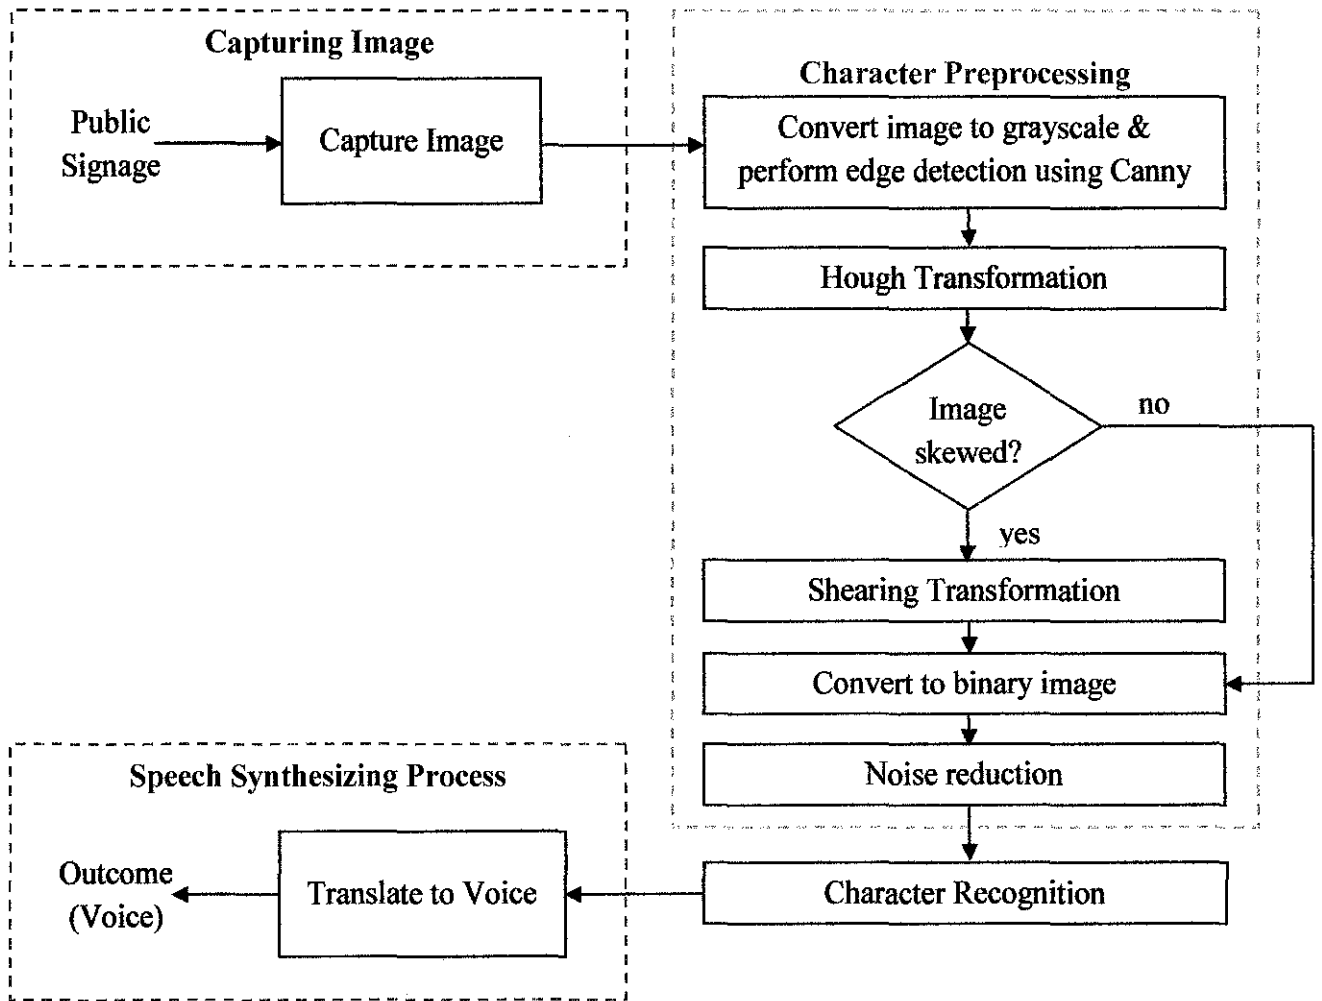 Capturing Image
Public
Signage
Capture Image
Character Preprocessing
Convert image to grayscale &
perform edge detection using Canny
Hough Transformation
Image
skewed?
no
yes
Shearing Transformation
Convert to binary image
Noise reduction
Character Recognition
Speech Synthesizing Process
Translate to Voice
Outcome
(Voice)